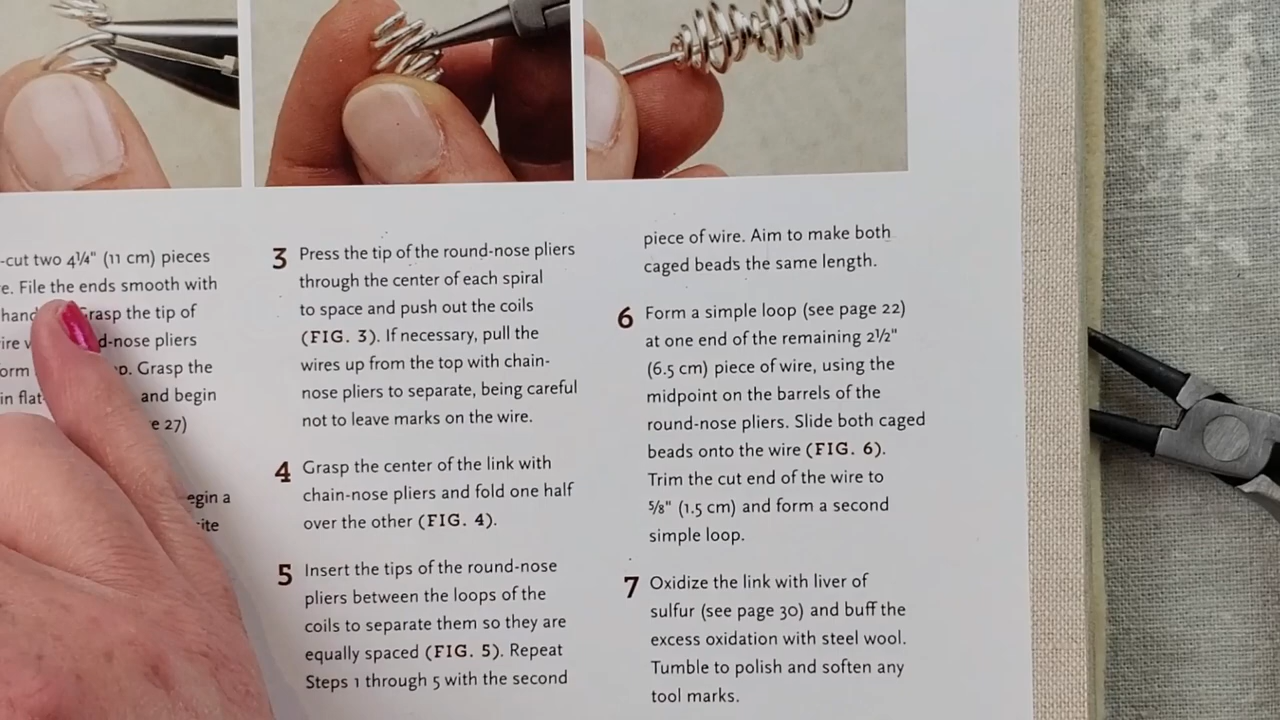 -cut two 4¼" (11 cm) pieces
e. File the ends smooth with
hand Grasp the tip of
ire d-nose pliers
orm Grasp the
in flat- and begin
e 27)
egin a
ite
3 Press the tip of the round-nose pliers
through the center of each spiral
to space and push out the coils
(FIG. 3). If necessary, pull the
wires up from the top with chain-
nose pliers to separate, being careful
not to leave marks on the wire.
4 Grasp the center of the link with
chain-nose pliers and fold one half
over the other (FIG. 4).
5 Insert the tips of the round-nose
pliers between the loops of the
coils to separate them so they are
equally spaced (FIG. 5). Repeat
Steps 1 through 5 with the second
piece of wire. Aim to make both
caged beads the same length.
6 Form a simple loop (see page 22)
at one end of the remaining 2½"
(6.5 cm) piece of wire, using the
midpoint on the barrels of the
round-nose pliers. Slide both caged
beads onto the wire (FIG. 6).
Trim the cut end of the wire to
⅝" (1.5 cm) and form a second
simple loop.
7 Oxidize the link with liver of
sulfur (see page 30) and buff the
excess oxidation with steel wool.
Tumble to polish and soften any
tool marks.